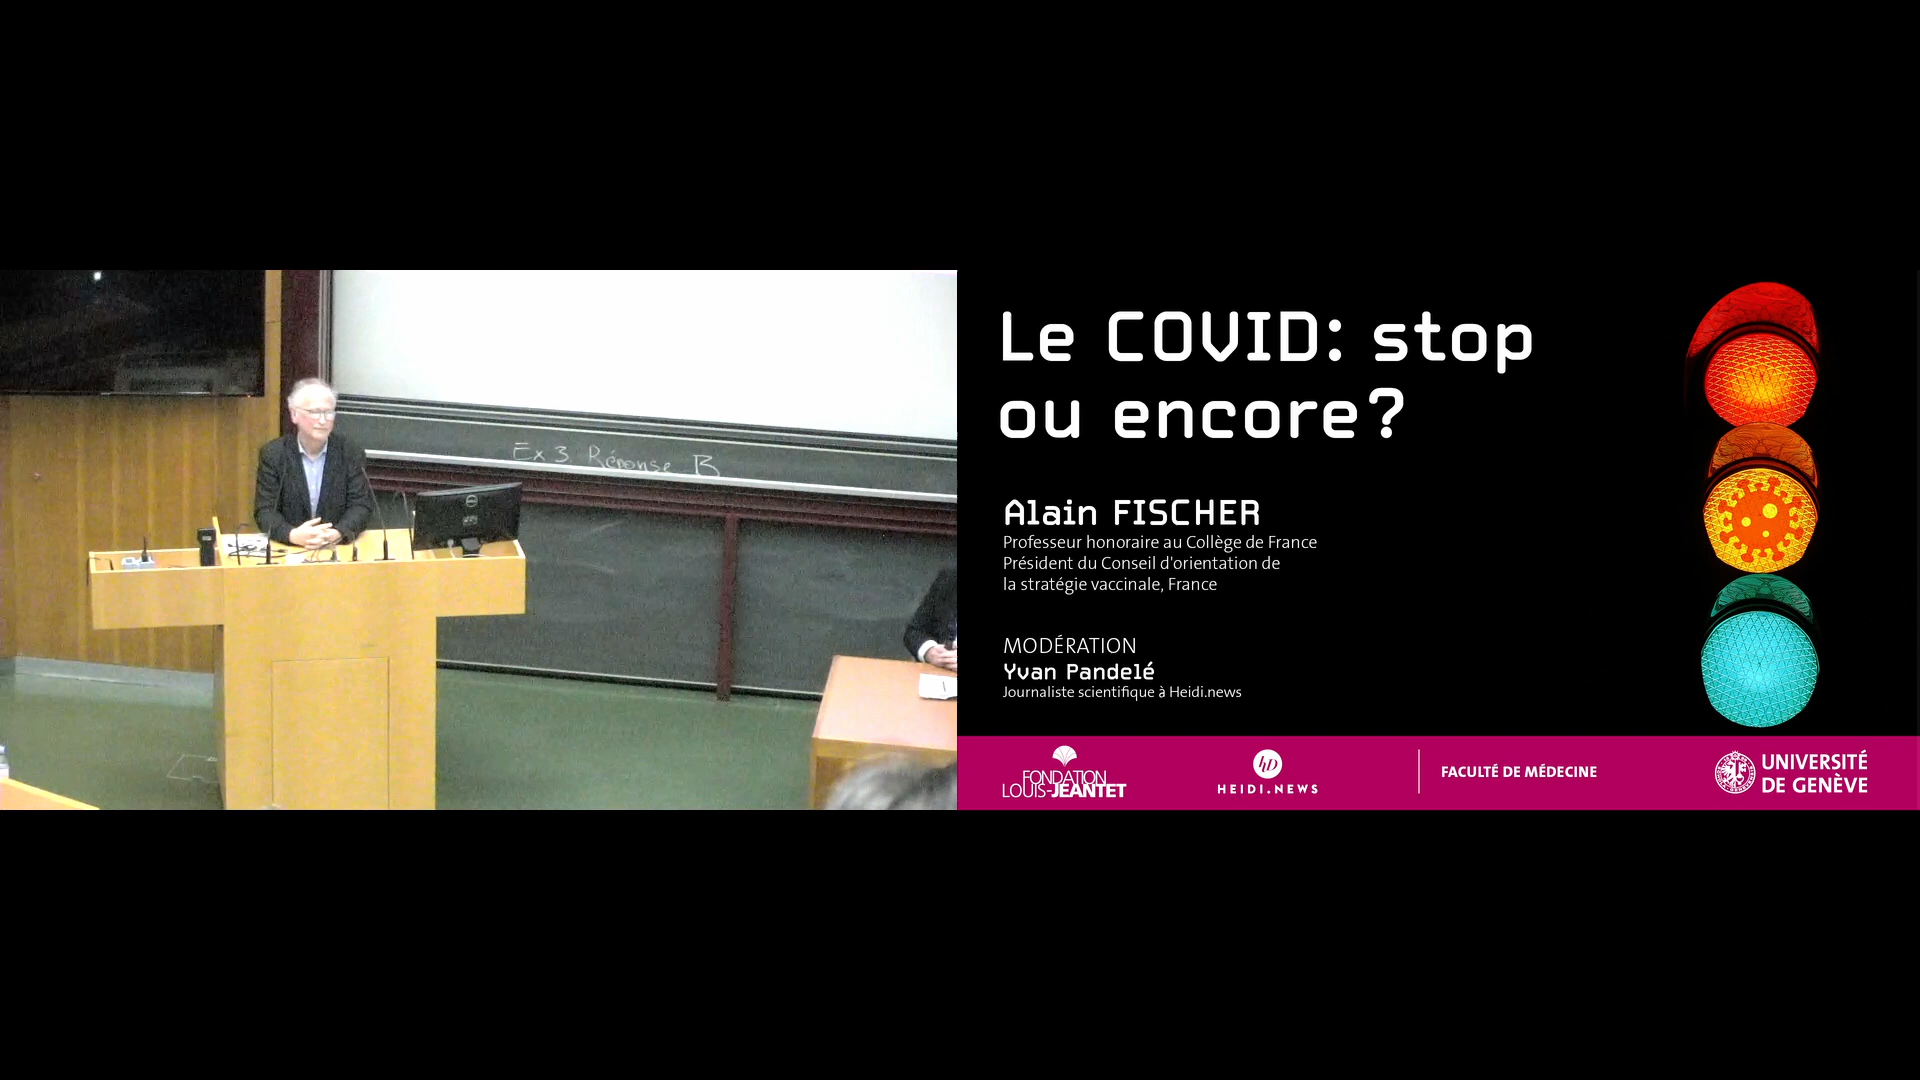 Ex 3. Réponse B
Le COVID: stop
ou encore?
Alain FISCHER
Professeur honoraire au Collège de France
Président du Conseil d'orientation de
la stratégie vaccinale, France
MODÉRATION
Yvan Pandelé
Journaliste scientifique à Heidi.news
FONDATION
LOUIS-JEANTET
hD
HEIDI.NEWS
FACULTÉ DE MÉDECINE
UNIVERSITÉ
DE GENÈVE